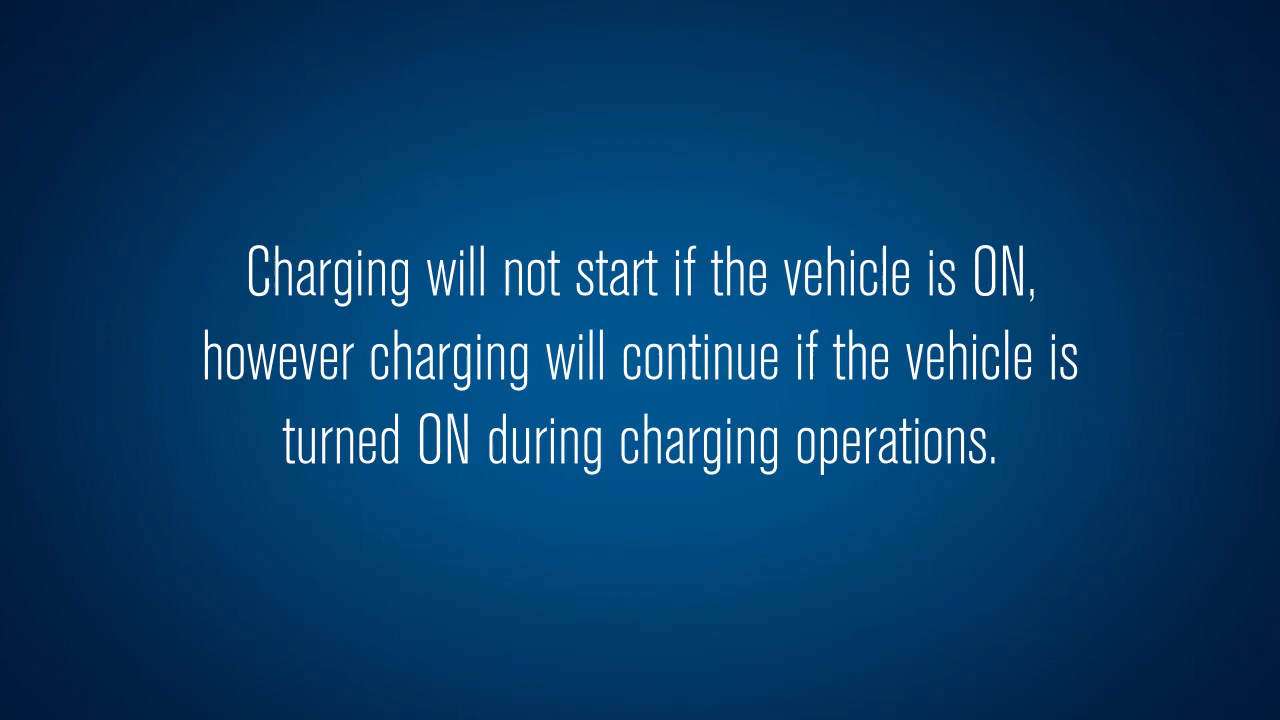 Charging will not start if the vehicle is ON,
however charging will continue if the vehicle is
turned ON during charging operations.